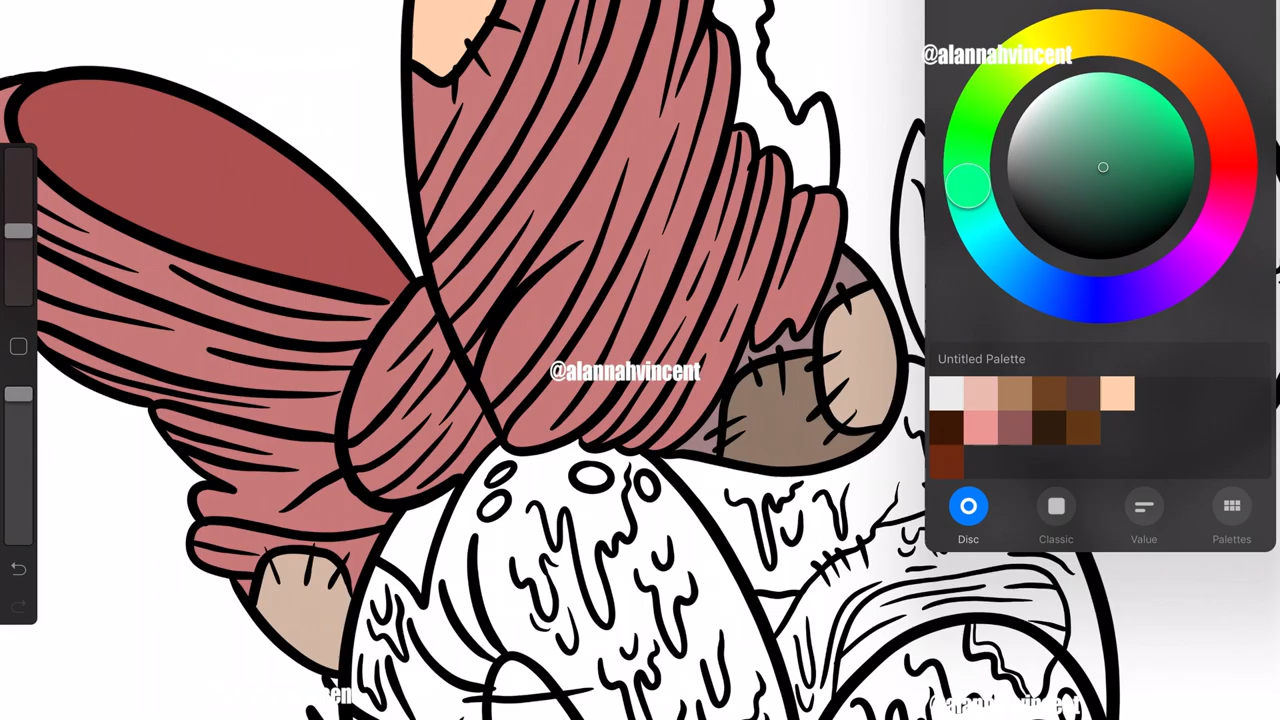 @alannahvincent
Untitled Palette
@alannahvincent
Disc Classic Value Palettes